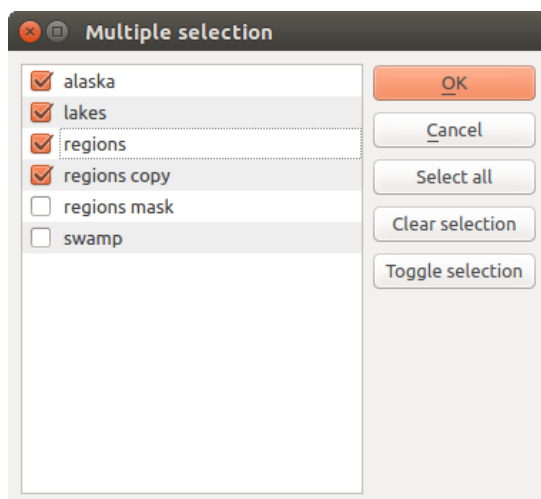 Multiple selection
alaska
lakes
regions
regions copy
regions mask
swamp
OK
Cancel
Select all
Clear selection
Toggle selection